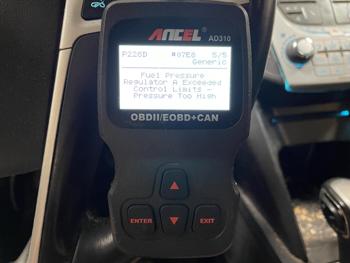 ANCEL
AD310
P228D #07E8 5/5
Generic
Fuel Pressure
Regulator A Exceeded
Control Limits -
Pressure Too High
OBDII/EOBD+CAN
ENTER
EXIT